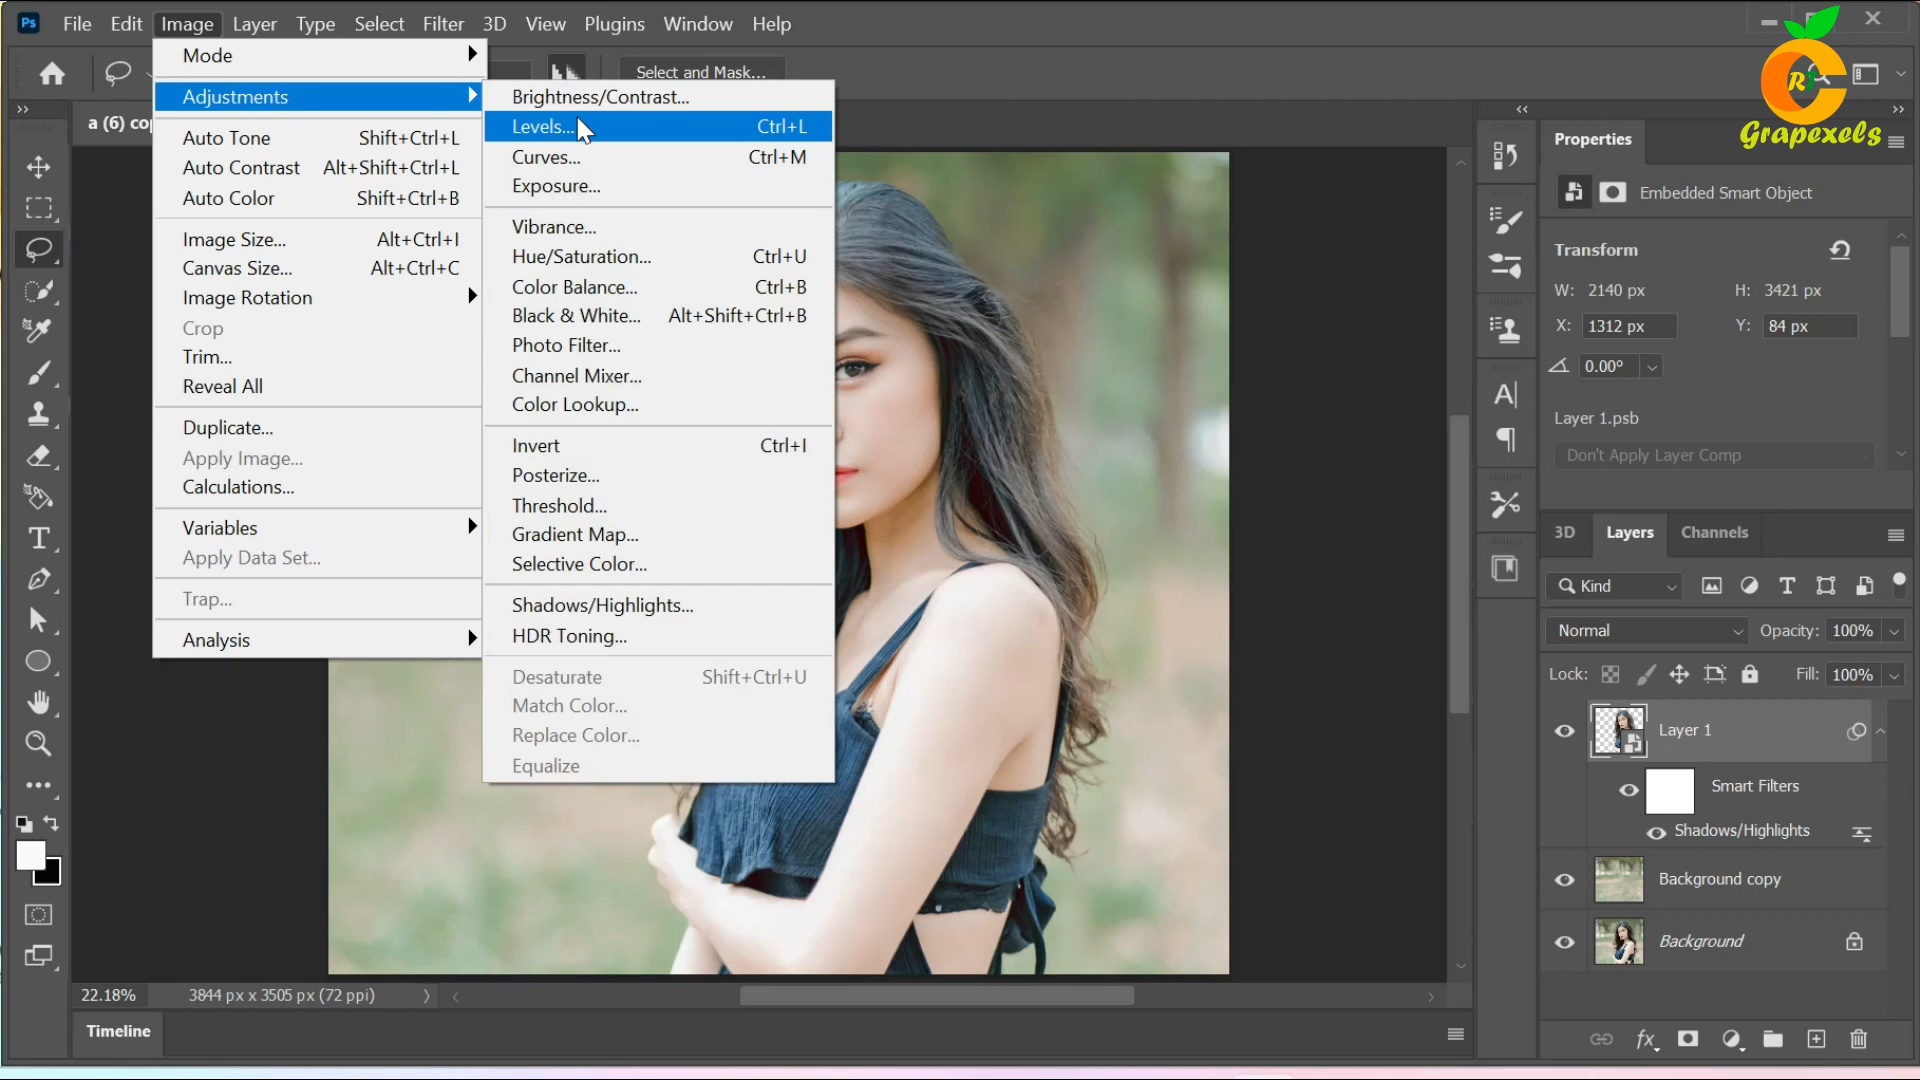 Ps File Edit Image Layer Type Select Filter 3D View Plugins Window Help
Select and Mask...
RT
Grapexels
a (6) cop
Mode
Adjustments
Auto Tone Shift+Ctrl+L
Auto Contrast Alt+Shift+Ctrl+L
Auto Color Shift+Ctrl+B
Image Size... Alt+Ctrl+I
Canvas Size... Alt+Ctrl+C
Image Rotation
Crop
Trim...
Reveal All
Duplicate...
Apply Image...
Calculations...
Variables
Apply Data Set...
Trap...
Analysis
Brightness/Contrast...
Levels... Ctrl+L
Curves... Ctrl+M
Exposure...
Vibrance...
Hue/Saturation... Ctrl+U
Color Balance... Ctrl+B
Black & White... Alt+Shift+Ctrl+B
Photo Filter...
Channel Mixer...
Color Lookup...
Invert Ctrl+I
Posterize...
Threshold...
Gradient Map...
Selective Color...
Shadows/Highlights...
HDR Toning...
Desaturate Shift+Ctrl+U
Match Color...
Replace Color...
Equalize
Properties
Embedded Smart Object
Transform
W: 2140 px H: 3421 px
X: 1312 px Y: 84 px
0.00°
Layer 1.psb
Don't Apply Layer Comp
3D Layers Channels
Kind
Normal Opacity: 100%
Lock: Fill: 100%
Layer 1
Smart Filters
Shadows/Highlights
Background copy
Background
fx
22.18% 3844 px x 3505 px (72 ppi)
Timeline